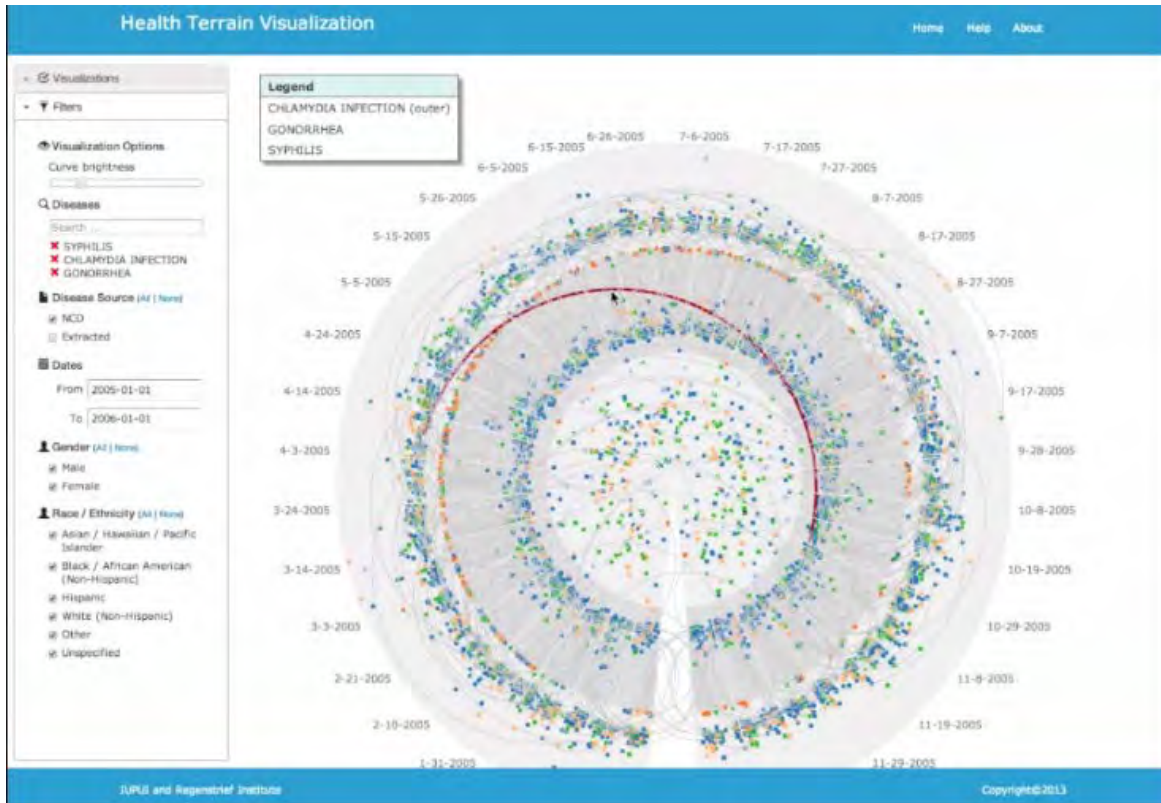 Health Terrain Visualization
Home Help About
Visualizations
Filters
Visualization Options
Curve brightness
Diseases
Search ...
SYPHILIS
CHLAMYDIA INFECTION
GONORRHEA
Disease Source (All | None)
NCD
Extracted
Dates
From 2005-01-01
To 2006-01-01
Gender (All | None)
Male
Female
Race / Ethnicity (All | None)
Asian / Hawaiian / Pacific
Islander
Black / African American
(Non-Hispanic)
Hispanic
White (Non-Hispanic)
Other
Unspecified
Legend
CHLAMYDIA INFECTION (outer)
GONORRHEA
SYPHILIS
6-26-2005
7-6-2005
6-15-2005
7-17-2005
6-5-2005
7-27-2005
5-26-2005
8-7-2005
5-15-2005
8-17-2005
5-5-2005
8-27-2005
4-24-2005
9-7-2005
4-14-2005
9-17-2005
4-3-2005
9-28-2005
3-24-2005
10-8-2005
3-14-2005
10-19-2005
3-3-2005
10-29-2005
2-21-2005
11-8-2005
2-10-2005
11-19-2005
1-31-2005
11-29-2005
IUPUI and Regenstrief Institute
Copyright©2013